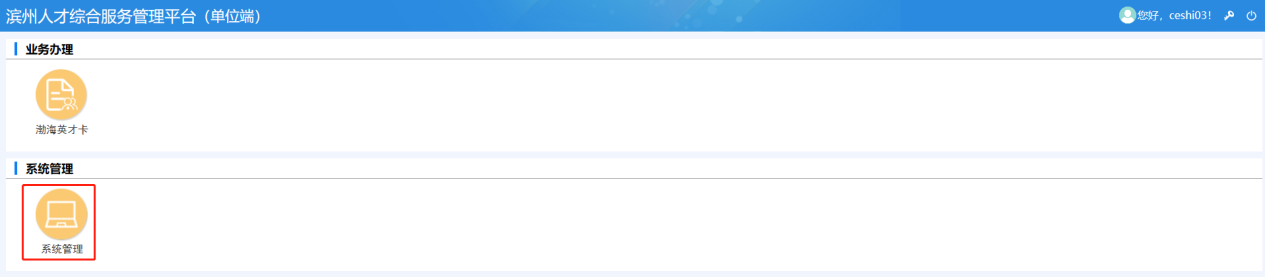 滨州人才综合服务管理平台（单位端）
您好，ceshi03!
业务办理
渤海英才卡
系统管理
系统管理